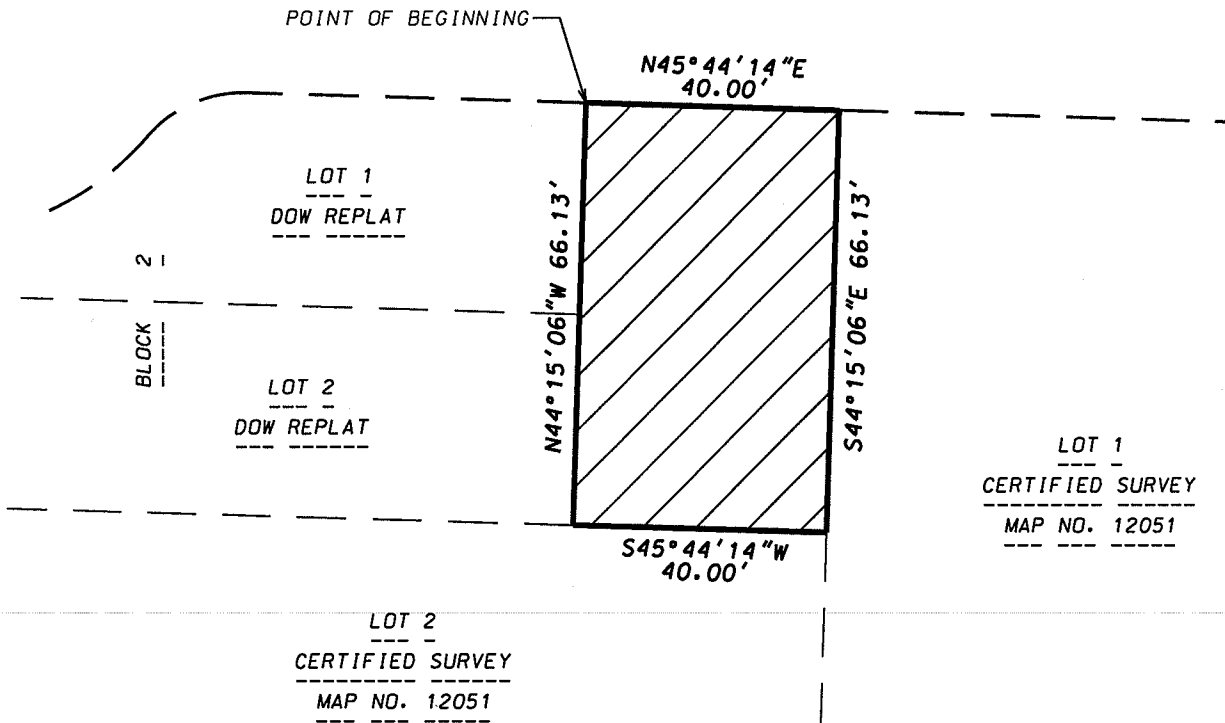 POINT OF BEGINNING
N45°44'14"E
40.00'
LOT 1
DOW REPLAT
BLOCK 2
LOT 2
DOW REPLAT
N44°15'06"W 66.13'
S44°15'06"E 66.13'
S45°44'14"W
40.00'
LOT 1
CERTIFIED SURVEY
MAP NO. 12051
LOT 2
CERTIFIED SURVEY
MAP NO. 12051